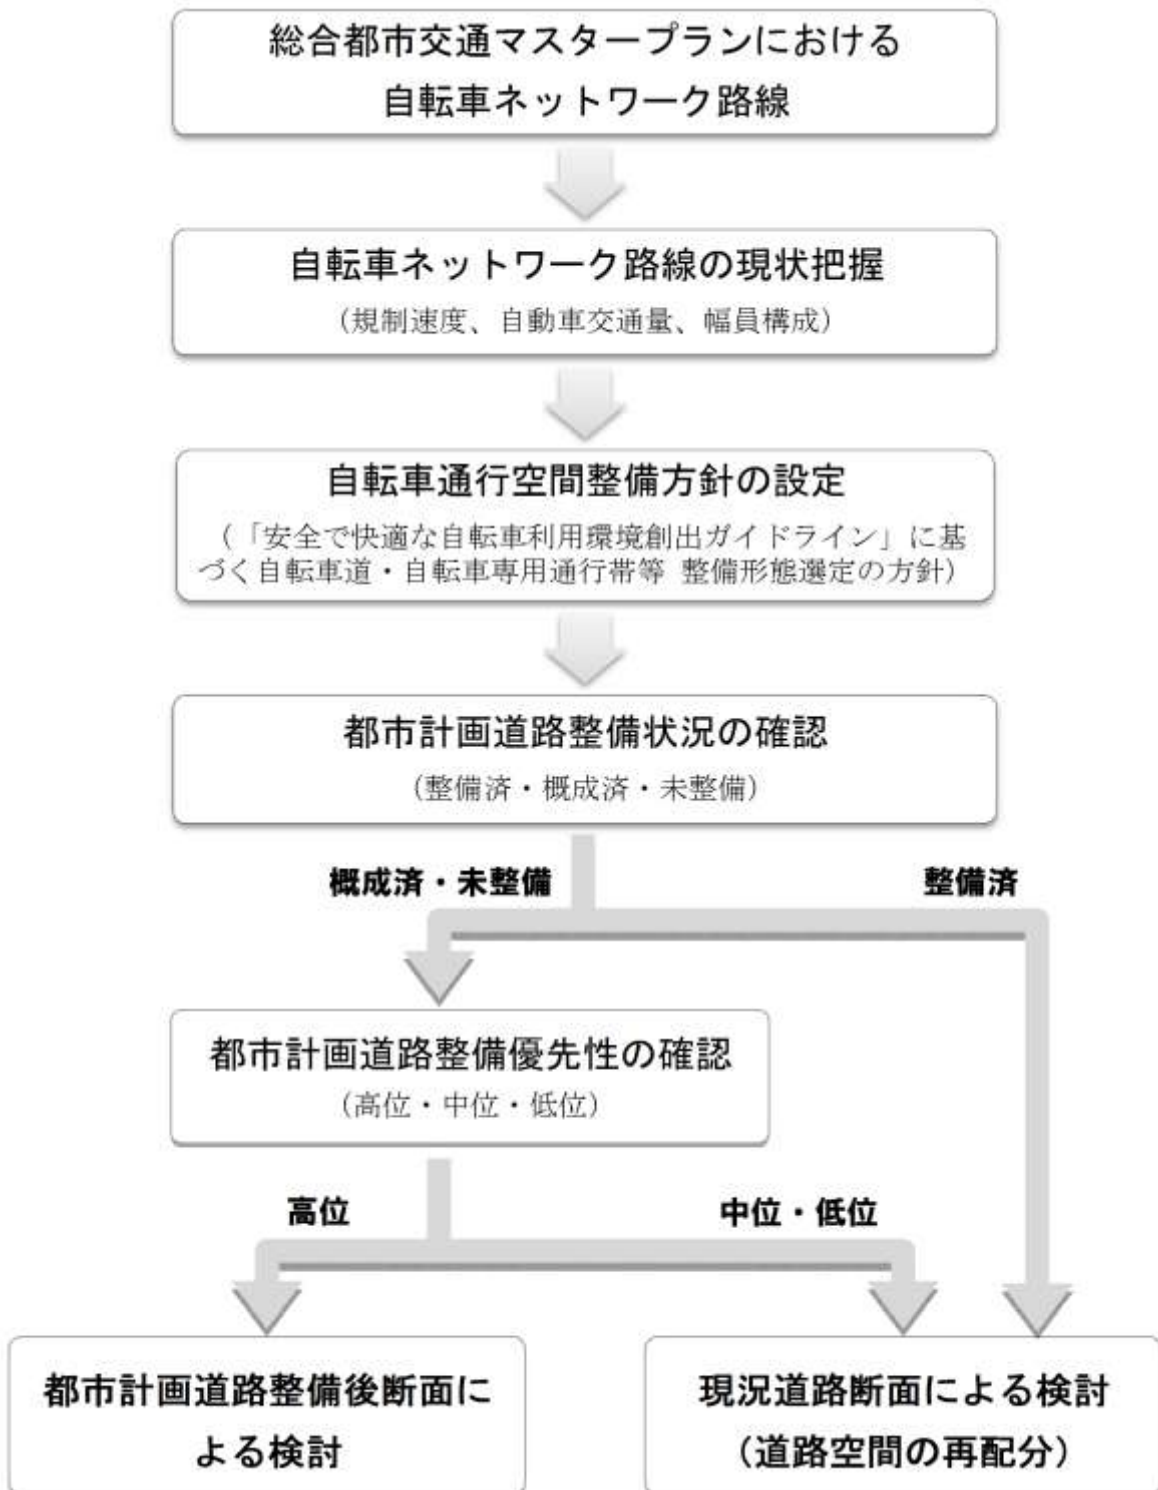 総合都市交通マスタープランにおける
自転車ネットワーク路線
自転車ネットワーク路線の現状把握
（規制速度、自動車交通量、幅員構成）
自転車通行空間整備方針の設定
（「安全で快適な自転車利用環境創出ガイドライン」に基
づく自転車道・自転車専用通行帯等 整備形態選定の方針）
都市計画道路整備状況の確認
（整備済・概成済・未整備）
概成済・未整備
整備済
都市計画道路整備優先性の確認
（高位・中位・低位）
高位
中位・低位
都市計画道路整備後断面に
よる検討
現況道路断面による検討
（道路空間の再配分）